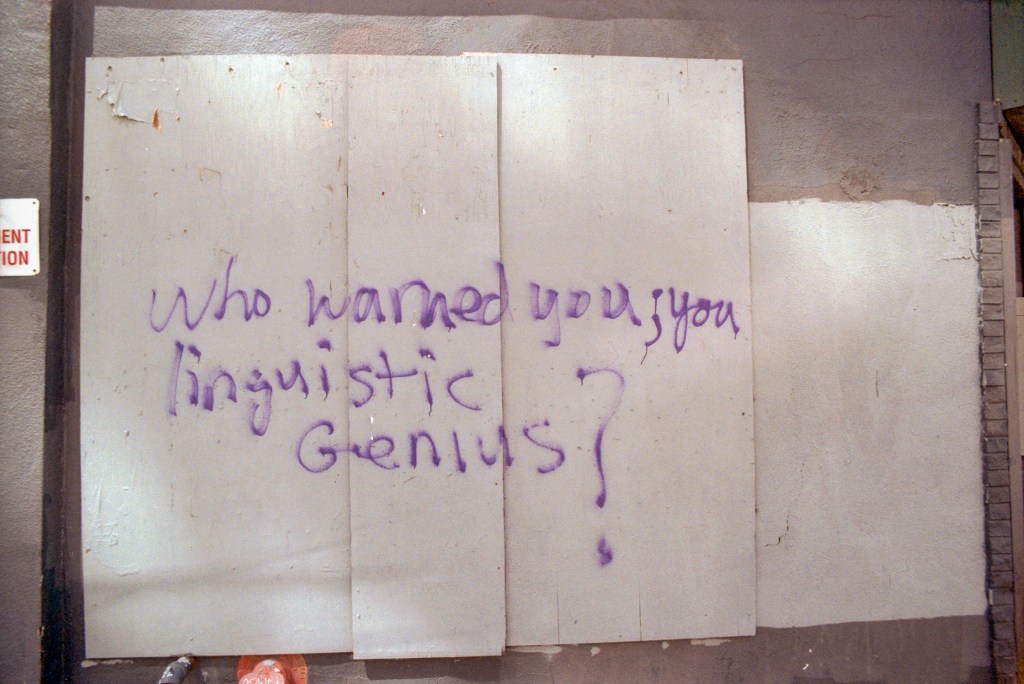 ENT
ION
Who warned you; you
linguistic
Genius?